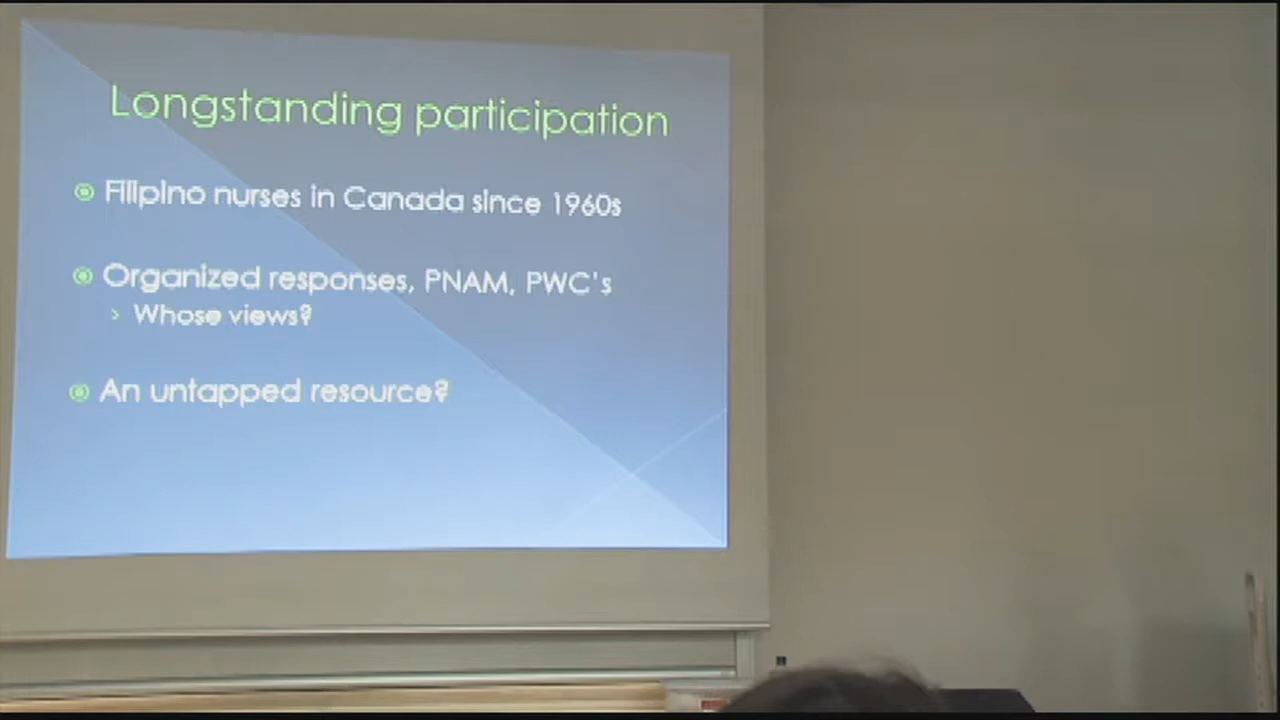 Longstanding participation
Filipino nurses in Canada since 1960s
Organized responses, PNAM, PWC's
Whose views?
An untapped resource?